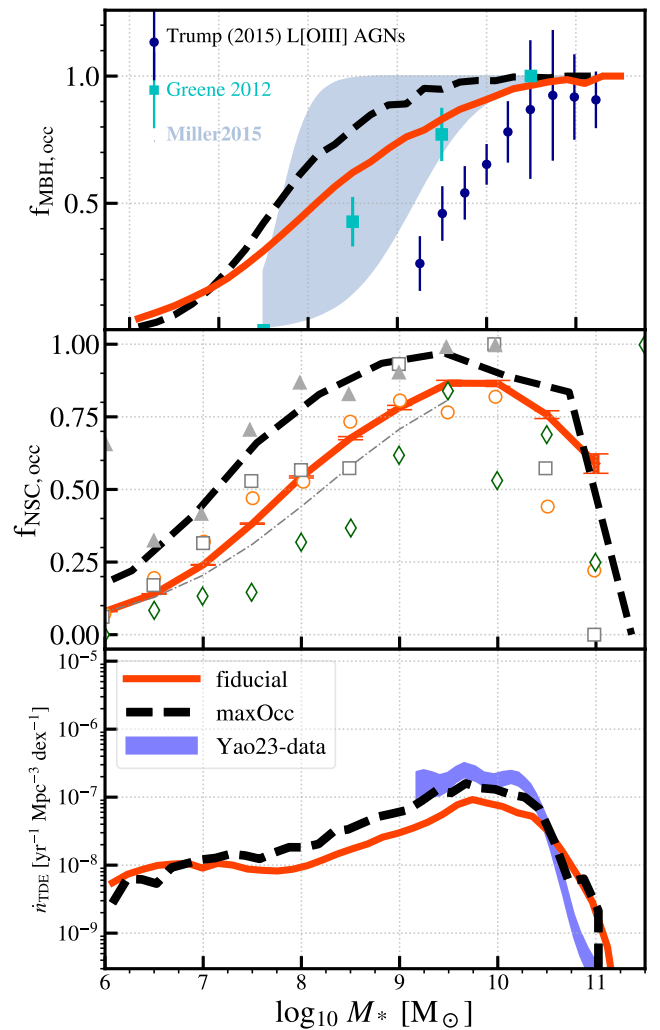 Trump (2015) L[OIII] AGNs
Greene 2012
Miller2015
1.0
0.5
f_MBH,occ
1.00
0.75
0.50
0.25
0.00
f_NSC,occ
10⁻⁵
10⁻⁶
10⁻⁷
10⁻⁸
10⁻⁹
ṅ_TDE [yr⁻¹ Mpc⁻³ dex⁻¹]
fiducial
maxOcc
Yao23-data
6 7 8 9 10 11
log₁₀ M* [M⊙]